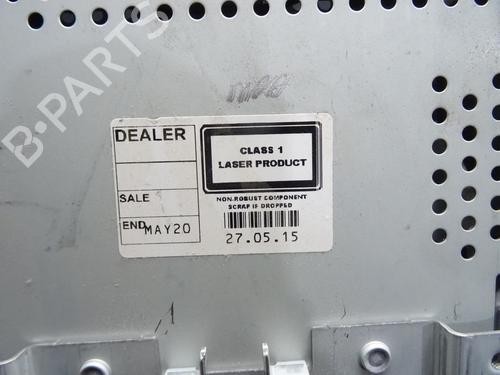 B-PARTS
DEALER
CLASS 1
LASER PRODUCT
SALE
NON-ROBUST COMPONENT
SCRAP IF DROPPED
END MAY20
27.05.15